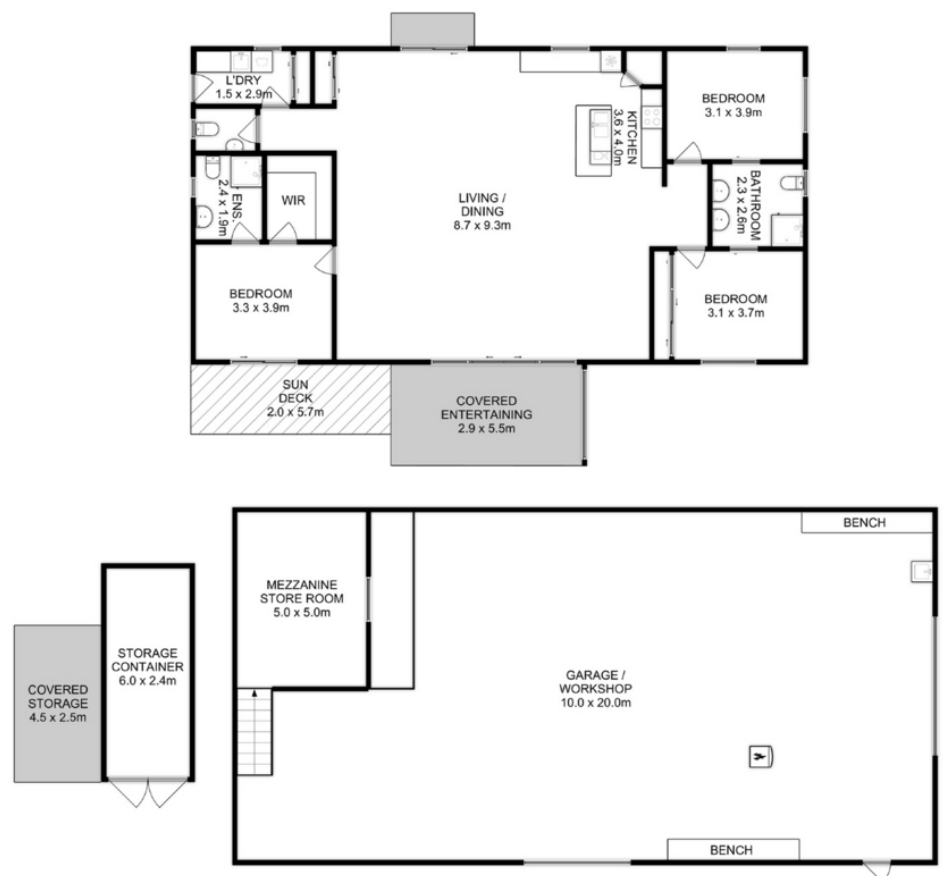 L'DRY
1.5 x 2.9m
BEDROOM
3.1 x 3.9m
KITCHEN
3.6 x 4.0m
BATHROOM
2.3 x 2.6m
ENS.
2.4 x 1.9m
WIR
LIVING /
DINING
8.7 x 9.3m
BEDROOM
3.3 x 3.9m
BEDROOM
3.1 x 3.7m
SUN
DECK
2.0 x 5.7m
COVERED
ENTERTAINING
2.9 x 5.5m
BENCH
MEZZANINE
STORE ROOM
5.0 x 5.0m
STORAGE
CONTAINER
6.0 x 2.4m
COVERED
STORAGE
4.5 x 2.5m
GARAGE /
WORKSHOP
10.0 x 20.0m
BENCH